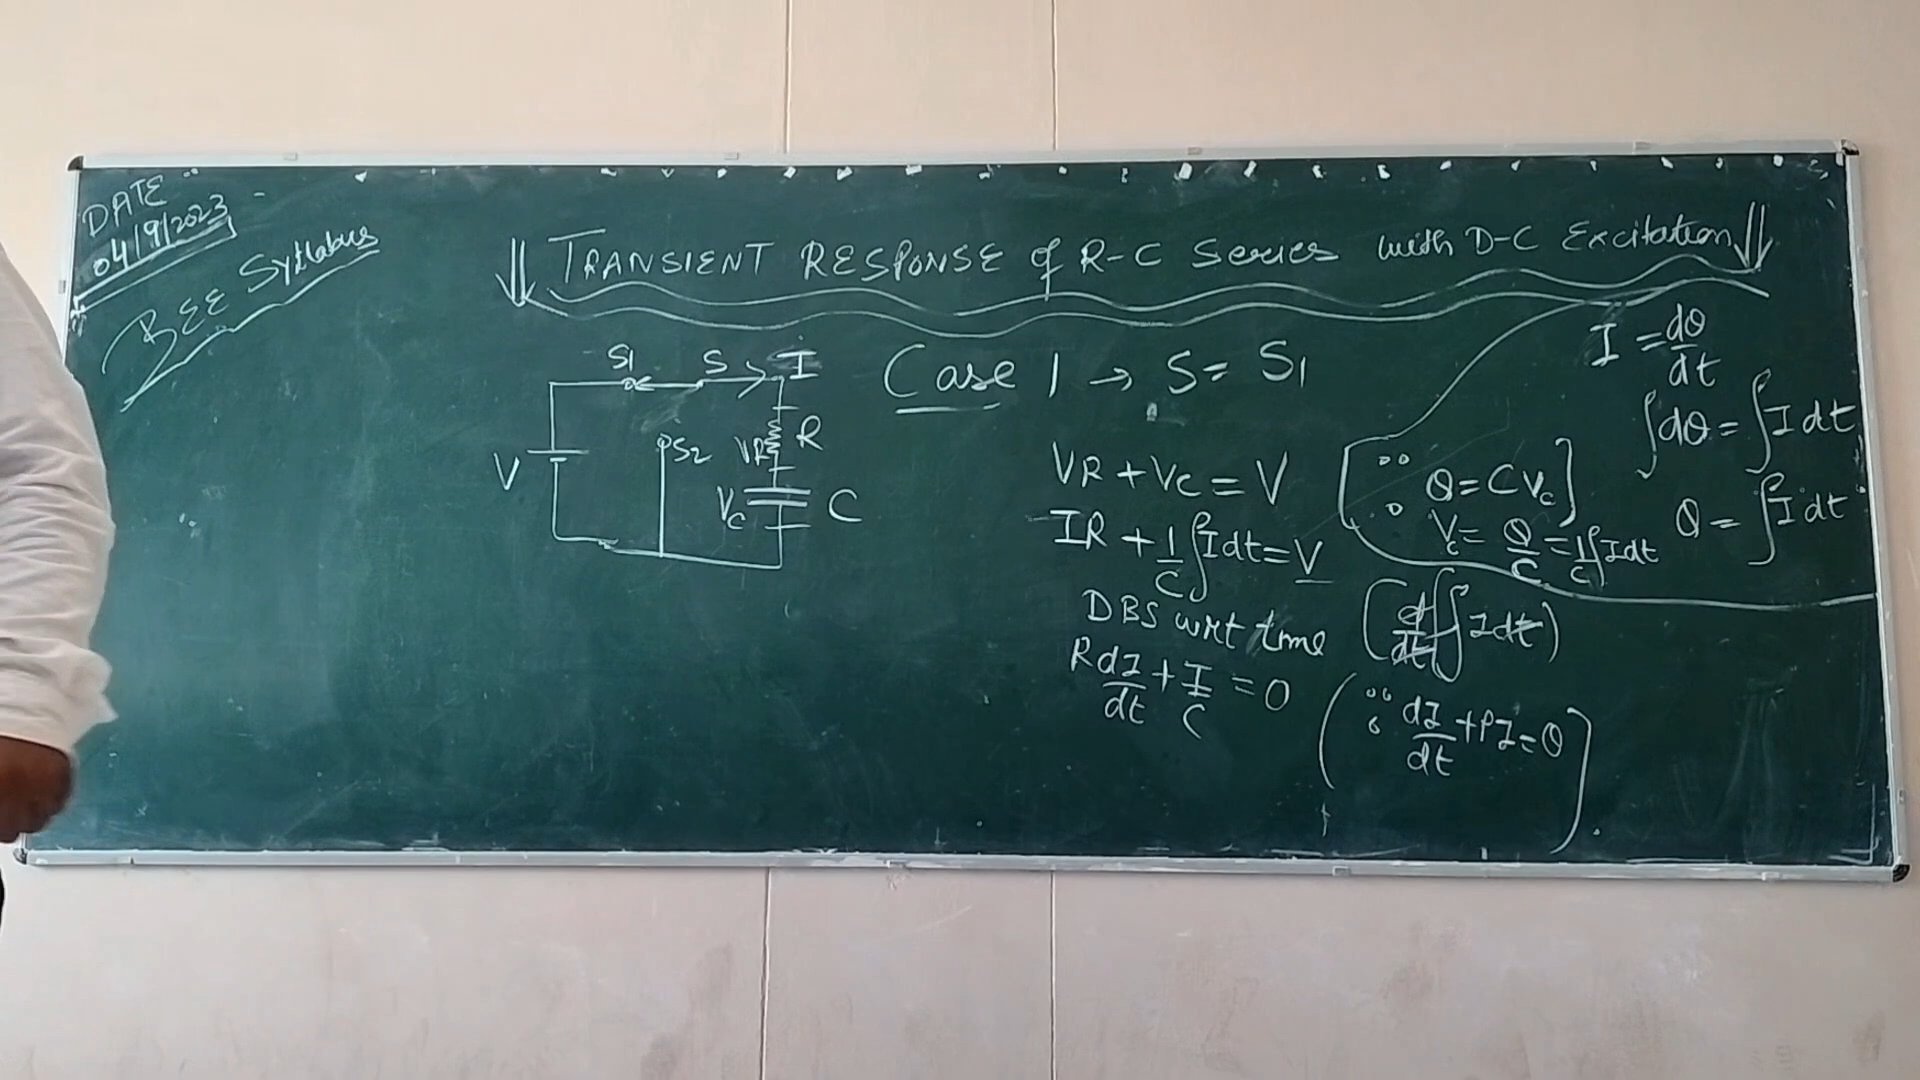 DATE
04/9/2023
BEE Syllabus
TRANSIENT RESPONSE of R-C Series with D-C Excitation
S1 S I
S2 VR R
V VC C
Case 1 → S = S1
VR + VC = V
IR + 1/C ∫I dt = V
DBS wrt time
R dI/dt + I/C = 0
∵ Q = CVc
Vc = Q/C = 1/C ∫I dt
(d/dt ∫I dt)
(∵ dI/dt + PI = 0)
I = dQ/dt
∫dQ = ∫I dt
Q = ∫I dt